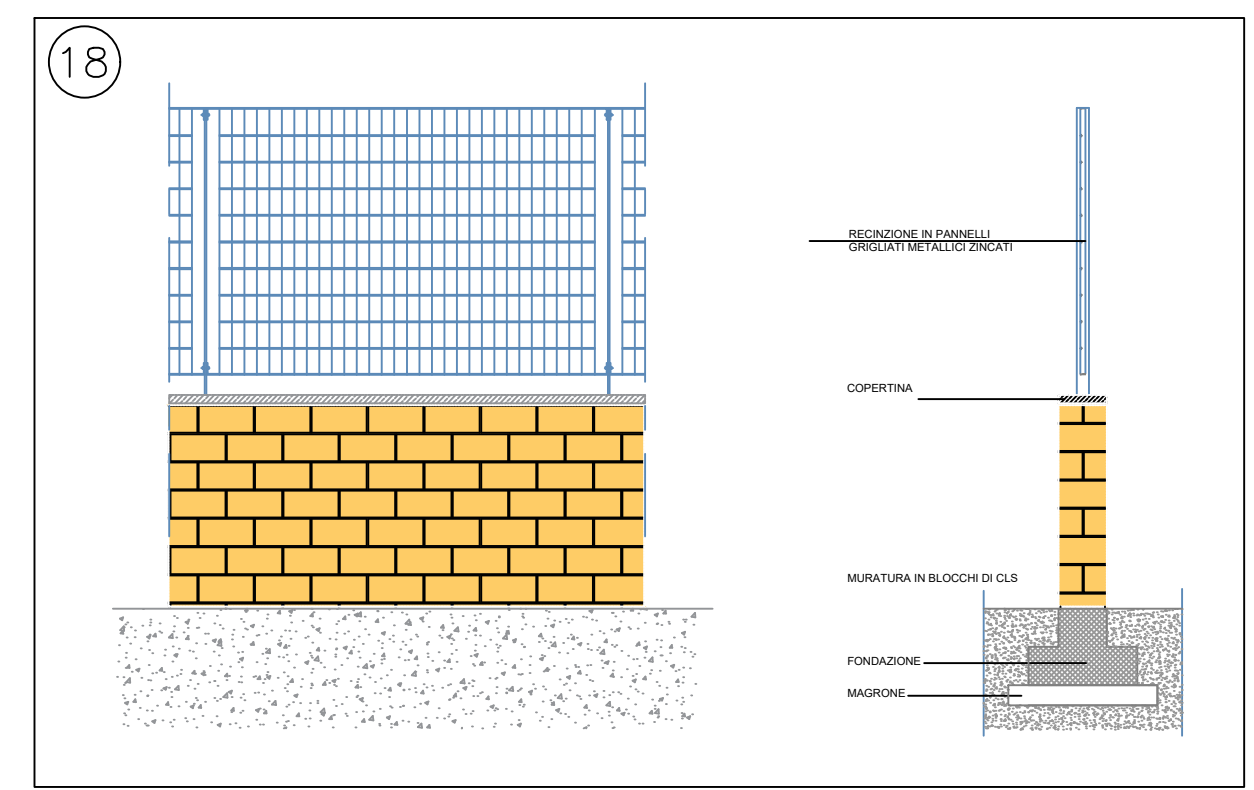 18
RECINZIONE IN PANNELLI
GRIGLIATI METALLICI ZINCATI
COPERTINA
MURATURA IN BLOCCHI DI CLS
FONDAZIONE
MAGRONE